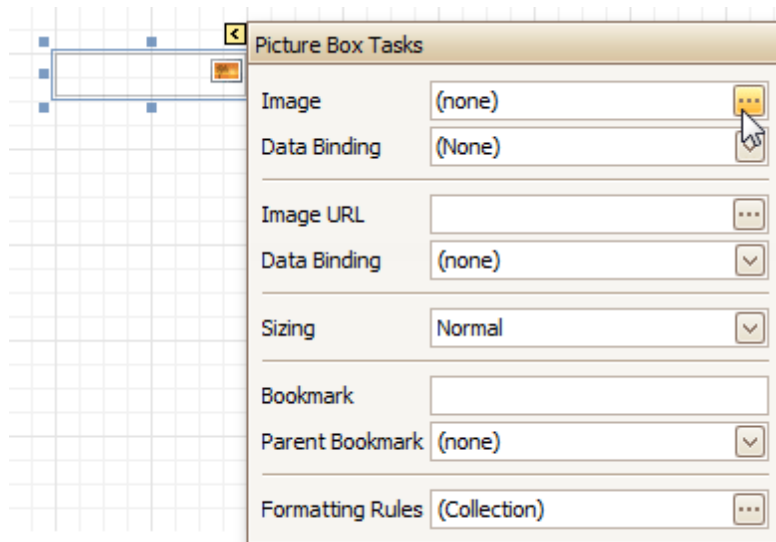 Picture Box Tasks
Image (none)
Data Binding (None)
Image URL
Data Binding (none)
Sizing Normal
Bookmark
Parent Bookmark (none)
Formatting Rules (Collection)